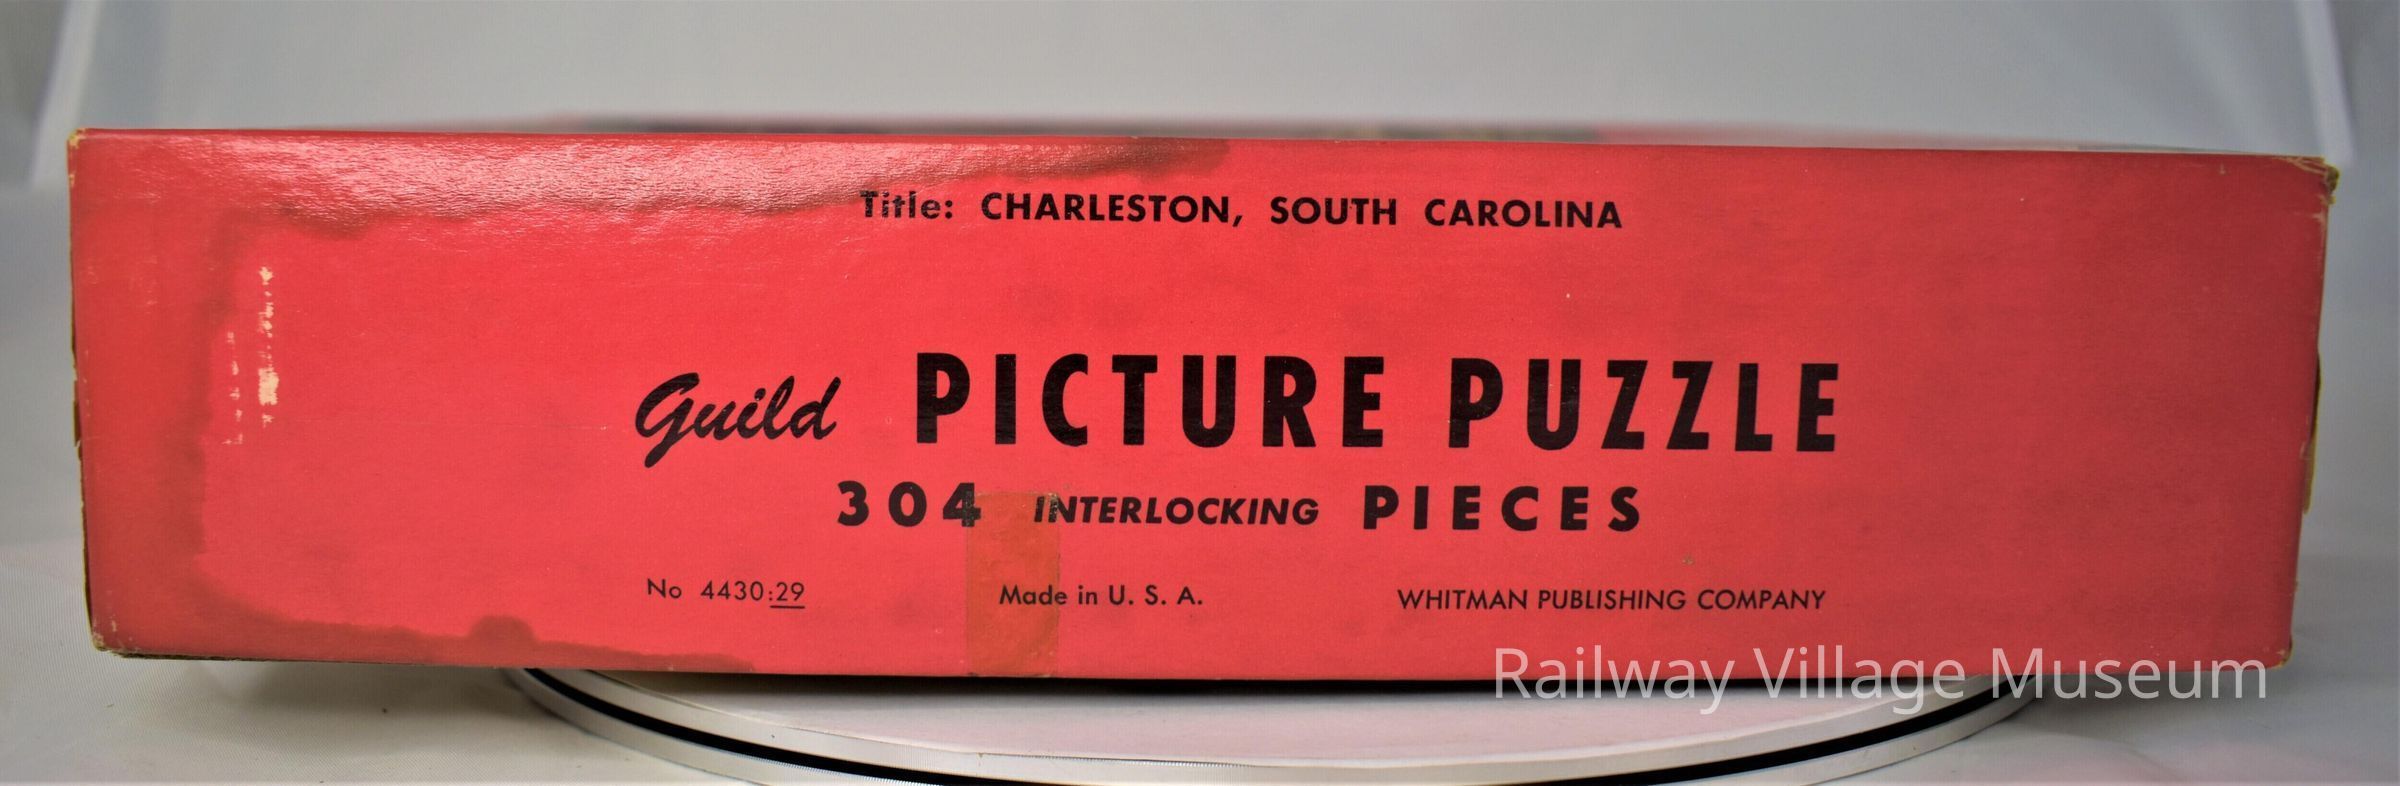 Title: CHARLESTON, SOUTH CAROLINA
Guild PICTURE PUZZLE
304 INTERLOCKING PIECES
No 4430:29 Made in U. S. A. WHITMAN PUBLISHING COMPANY
Railway Village Museum